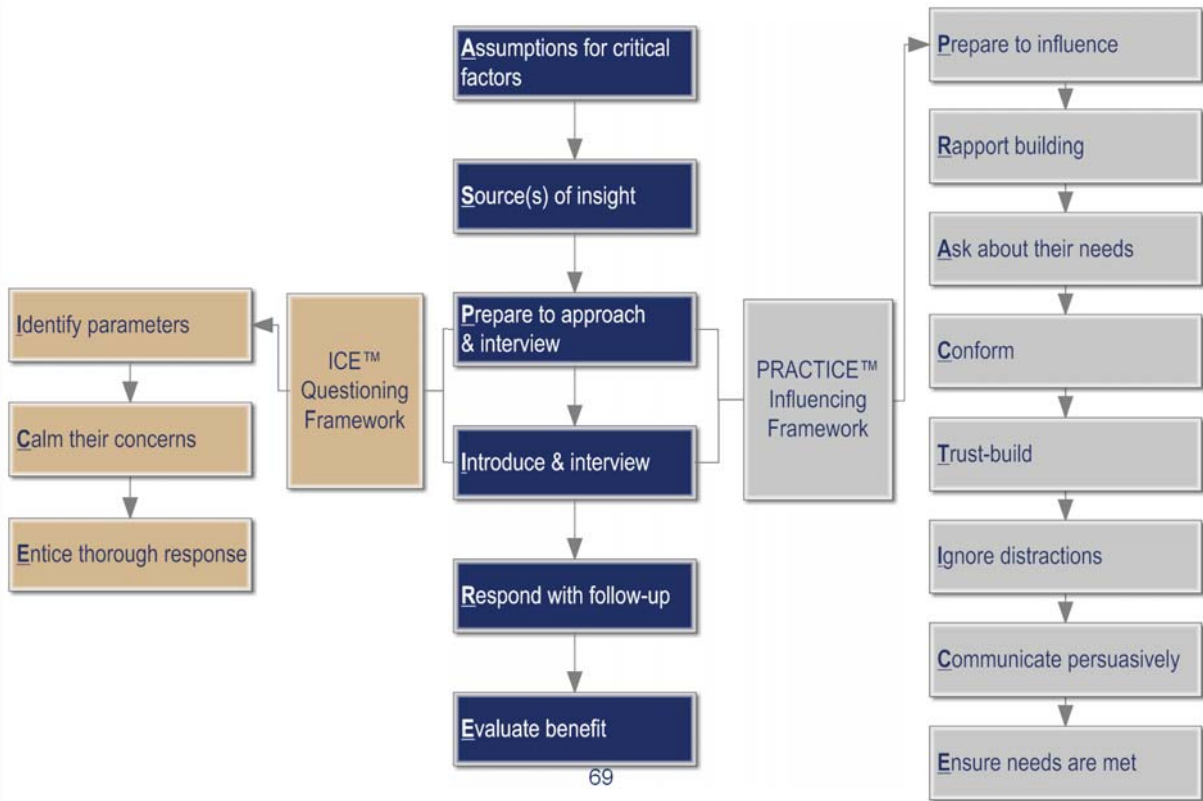 Assumptions for critical
factors
Source(s) of insight
Prepare to approach
& interview
Introduce & interview
Respond with follow-up
Evaluate benefit
69
ICE™
Questioning
Framework
Identify parameters
Calm their concerns
Entice thorough response
PRACTICE™
Influencing
Framework
Prepare to influence
Rapport building
Ask about their needs
Conform
Trust-build
Ignore distractions
Communicate persuasively
Ensure needs are met